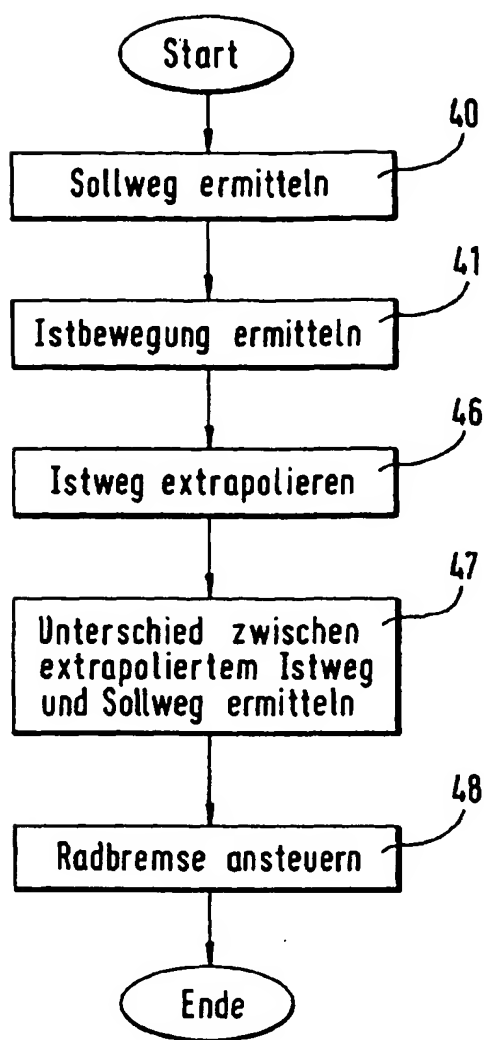 Start
40
Sollweg ermitteln
41
Istbewegung ermitteln
46
Istweg extrapolieren
47
Unterschied zwischen
extrapoliertem Istweg
und Sollweg ermitteln
48
Radbremse ansteuern
Ende